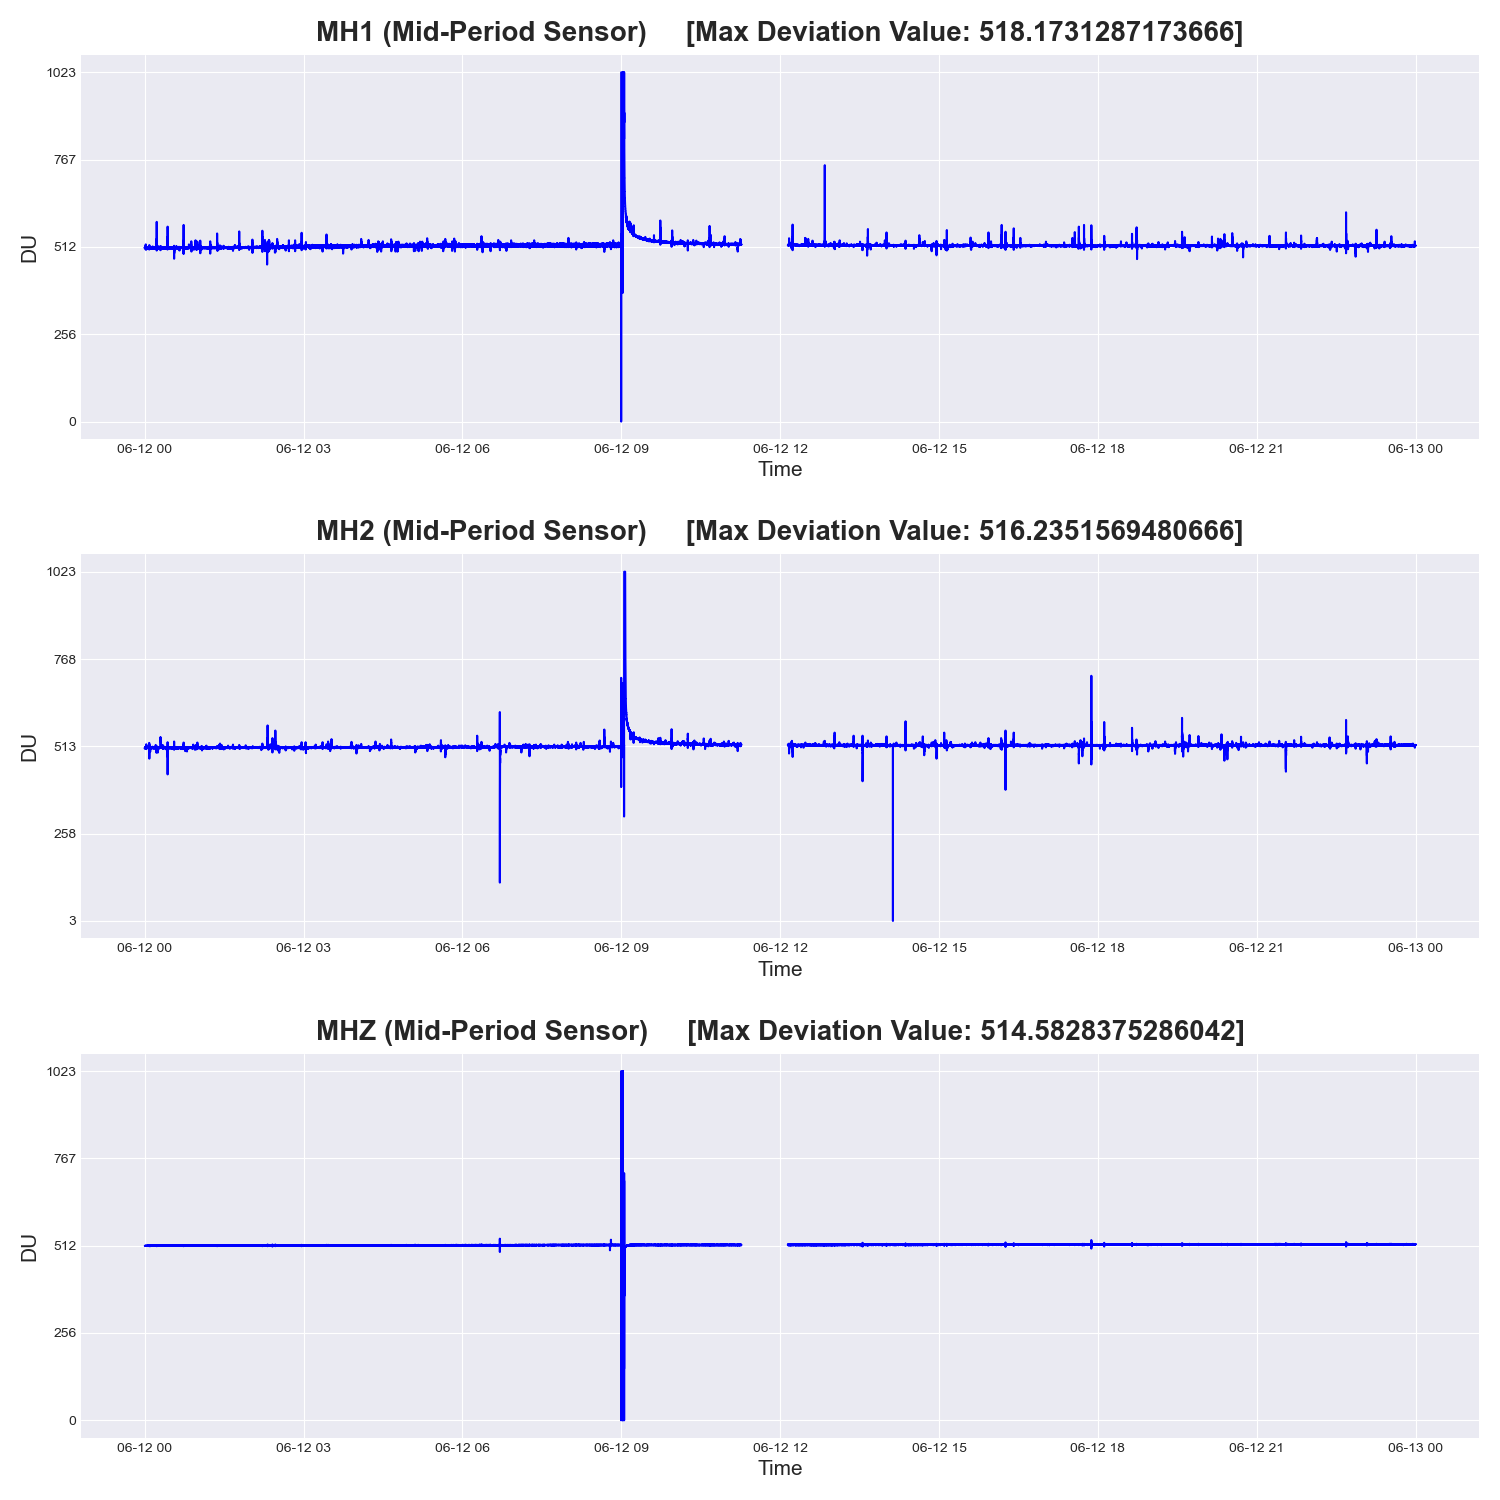 MH1 (Mid-Period Sensor) [Max Deviation Value: 518.1731287173666]
1023
767
512
256
0
DU
06-12 00 06-12 03 06-12 06 06-12 09 06-12 12 06-12 15 06-12 18 06-12 21 06-13 00
Time
MH2 (Mid-Period Sensor) [Max Deviation Value: 516.2351569480666]
1023
768
513
258
3
DU
06-12 00 06-12 03 06-12 06 06-12 09 06-12 12 06-12 15 06-12 18 06-12 21 06-13 00
Time
MHZ (Mid-Period Sensor) [Max Deviation Value: 514.5828375286042]
1023
767
512
256
0
DU
06-12 00 06-12 03 06-12 06 06-12 09 06-12 12 06-12 15 06-12 18 06-12 21 06-13 00
Time